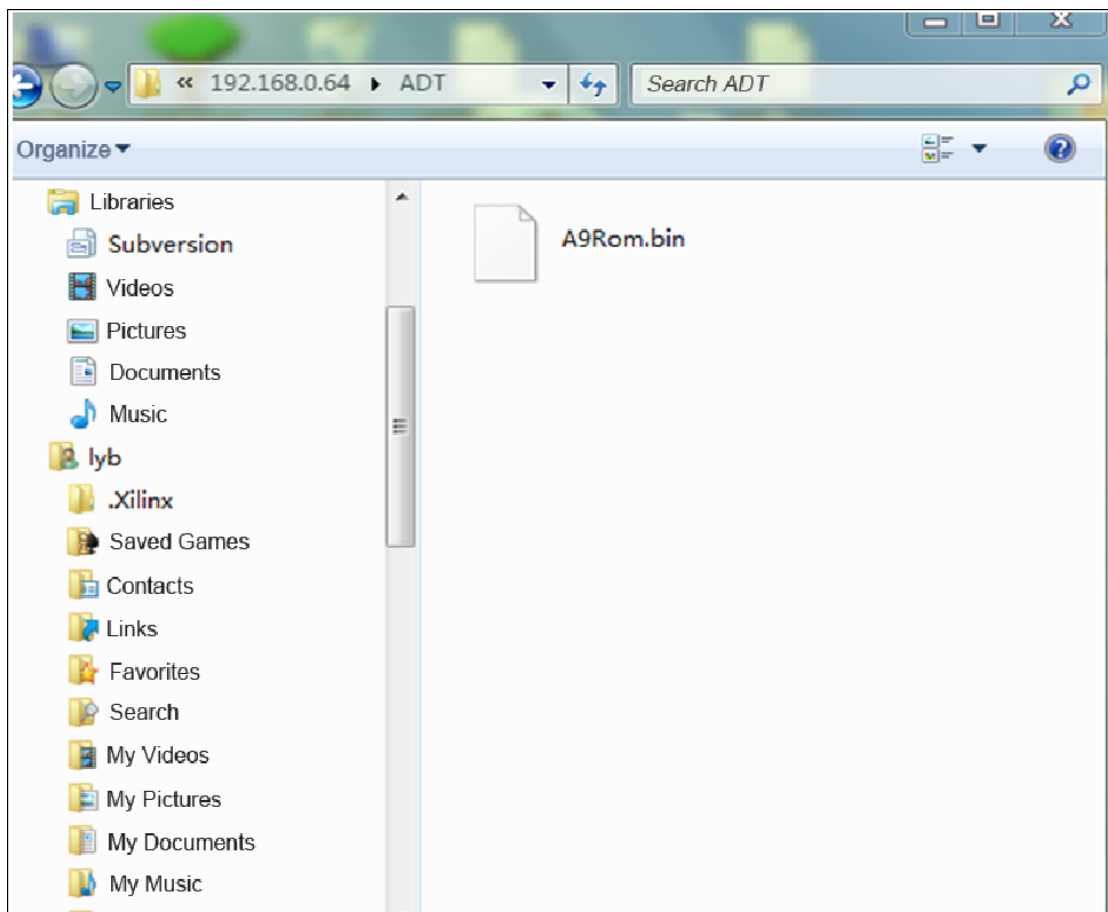 « 192.168.0.64 ADT Search ADT
Organize
Libraries
Subversion
Videos
Pictures
Documents
Music
lyb
.Xilinx
Saved Games
Contacts
Links
Favorites
Search
My Videos
My Pictures
My Documents
My Music
A9Rom.bin